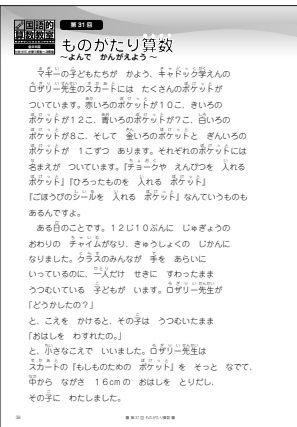 国語的
算数教室
第31回
ものがたり算数
～よんで かんがえよう～
マギーの子どもたちが かよう、キャドック学えんの
ロザリー先生のスカートには たくさんのポケットが
ついています。赤いろのポケットが10こ、きいろの
ポケットが12こ、青いろのポケットが7こ、白いろの
ポケットが8こ、そして 金いろのポケットと ぎんいろの
ポケットが 1こずつ あります。それぞれのポケットには
名まえが ついています。『チョークや えんぴつを 入れる
ポケット』『ひろったものを 入れる ポケット』
『ごほうびのシールを 入れる ポケット』なんていうものも
あるんですよ。
ある日のことです。12じ10ぷんに じゅぎょうの
おわりの チャイムがなり、きゅうしょくの じかんに
なりました。クラスのみんなが 手を あらいに
いっているのに、一人だけ せきに すわったまま
うつむいている 子どもが います。ロザリー先生が
「どうかしたの？」
と、こえを かけると、その子は うつむいたまま
「おはしを わすれたの。」
と、小さなこえで いいました。ロザリー先生は
スカートの『もしものための ポケット』を そっと なでて、
中から ながさ 16cmの おはしを とりだし、
その子に わたしました。
■ 第31回 ものがたり算数 ■